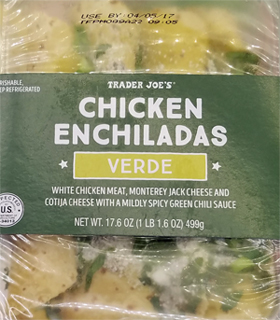 USE BY 04/05/17
TRADER JOE'S
CHICKEN
ENCHILADAS
VERDE
WHITE CHICKEN MEAT, MONTEREY JACK CHEESE AND
COTIJA CHEESE WITH A MILDLY SPICY GREEN CHILI SAUCE
NET WT. 17.6 OZ (1 LB 1.6 OZ) 499g
U.S.